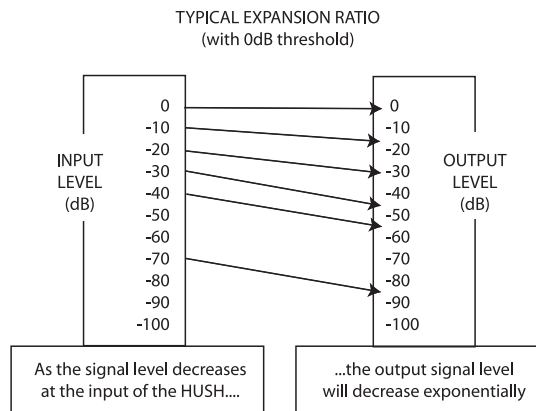 TYPICAL EXPANSION RATIO
(with 0dB threshold)
INPUT
LEVEL
(dB)
0
-10
-20
-30
-40
-50
-60
-70
-80
-90
-100
0
-10
-20
-30
-40
-50
-60
-70
-80
-90
-100
OUTPUT
LEVEL
(dB)
As the signal level decreases
at the input of the HUSH....
...the output signal level
will decrease exponentially